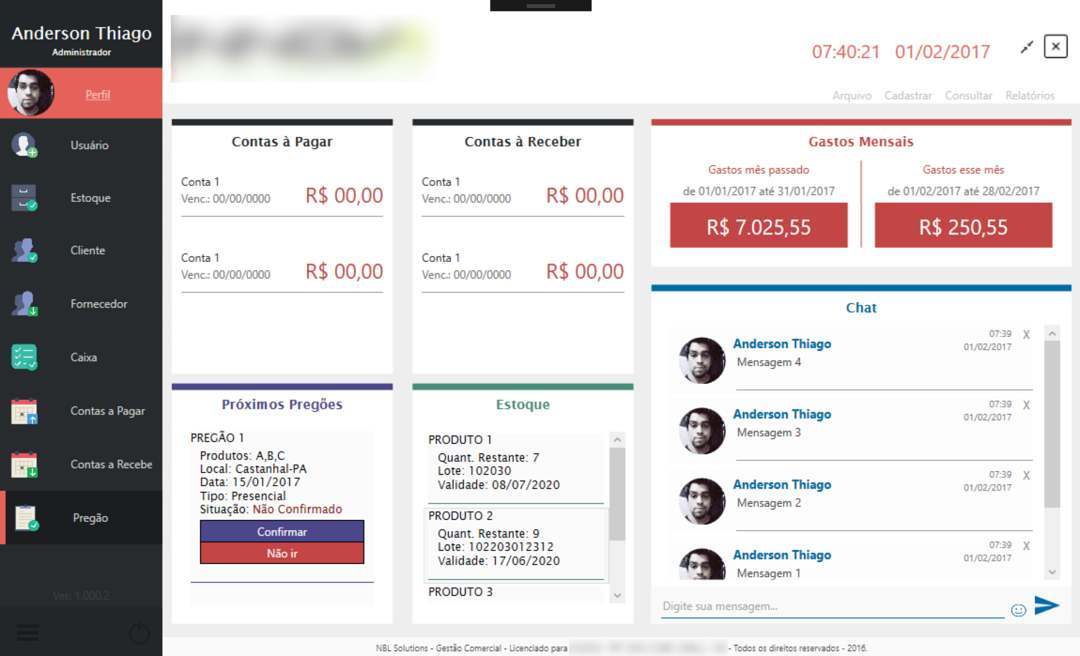 Anderson Thiago
Administrador
Perfil
Usuário
Estoque
Cliente
Fornecedor
Caixa
Contas a Pagar
Contas a Recebe
Pregão
Ver: 1.000.2
07:40:21 01/02/2017
Arquivo Cadastrar Consultar Relatórios
Contas à Pagar
Conta 1
Venc.: 00/00/0000
R$ 00,00
Conta 1
Venc.: 00/00/0000
R$ 00,00
Contas à Receber
Conta 1
Venc.: 00/00/0000
R$ 00,00
Conta 1
Venc.: 00/00/0000
R$ 00,00
Gastos Mensais
Gastos mês passado
de 01/01/2017 até 31/01/2017
R$ 7.025,55
Gastos esse mês
de 01/02/2017 até 28/02/2017
R$ 250,55
Próximos Pregões
PREGÃO 1
Produtos: A,B,C
Local: Castanhal-PA
Data: 15/01/2017
Tipo: Presencial
Situação: Não Confirmado
Confirmar
Não ir
Estoque
PRODUTO 1
Quant. Restante: 7
Lote: 102030
Validade: 08/07/2020
PRODUTO 2
Quant. Restante: 9
Lote: 102203012312
Validade: 17/06/2020
PRODUTO 3
Chat
Anderson Thiago
Mensagem 4
07:39 X
01/02/2017
Anderson Thiago
Mensagem 3
07:39 X
01/02/2017
Anderson Thiago
Mensagem 2
07:39 X
01/02/2017
Anderson Thiago
Mensagem 1
07:39 X
01/02/2017
Digite sua mensagem...
NBL Solutions - Gestão Comercial - Licenciado para - Todos os direitos reservados - 2016.